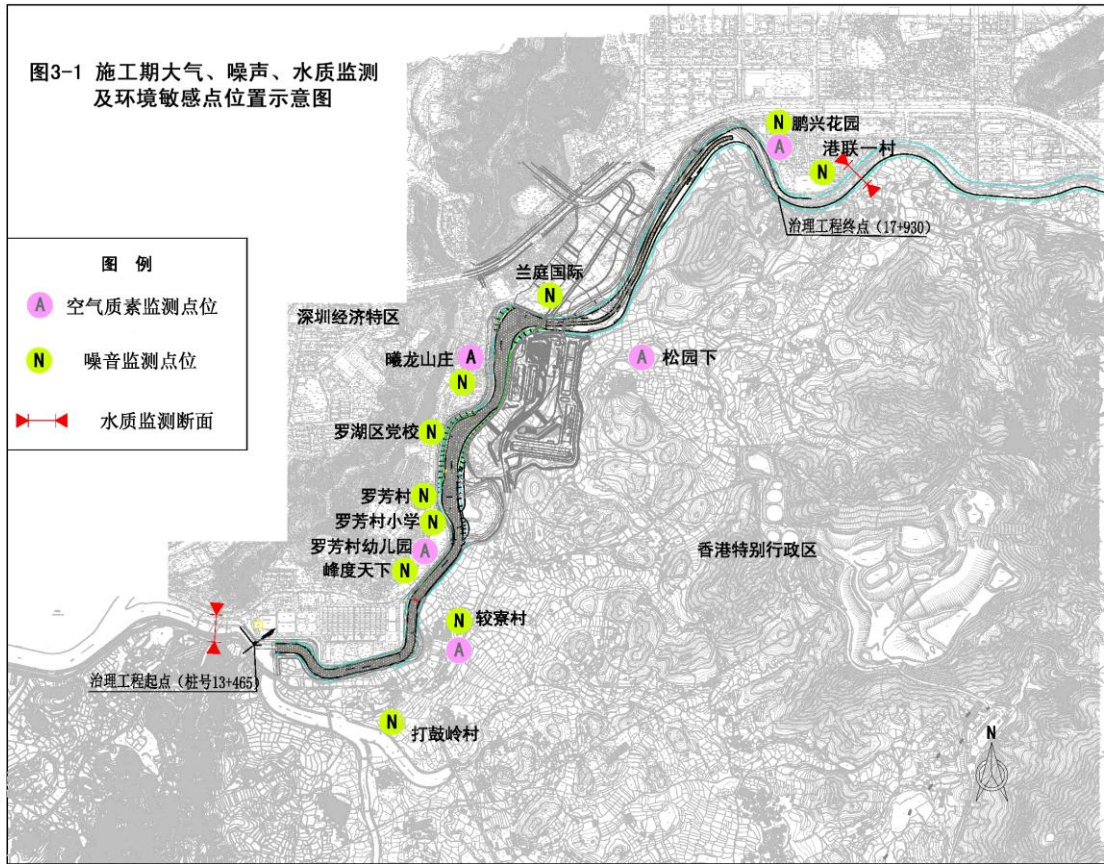 图3-1 施工期大气、噪声、水质监测
及环境敏感点位置示意图
N
鹏兴花园
A
港联一村
N
治理工程终点（17+930）
图 例
A
空气质素监测点位
N
噪音监测点位
水质监测断面
兰庭国际
N
深圳经济特区
曦龙山庄
A
N
A
松园下
罗湖区党校
N
罗芳村
N
罗芳村小学
N
罗芳村幼儿园
A
峰度天下
N
香港特别行政区
N
较寮村
A
治理工程起点（桩号13+465）
N
打鼓岭村
N